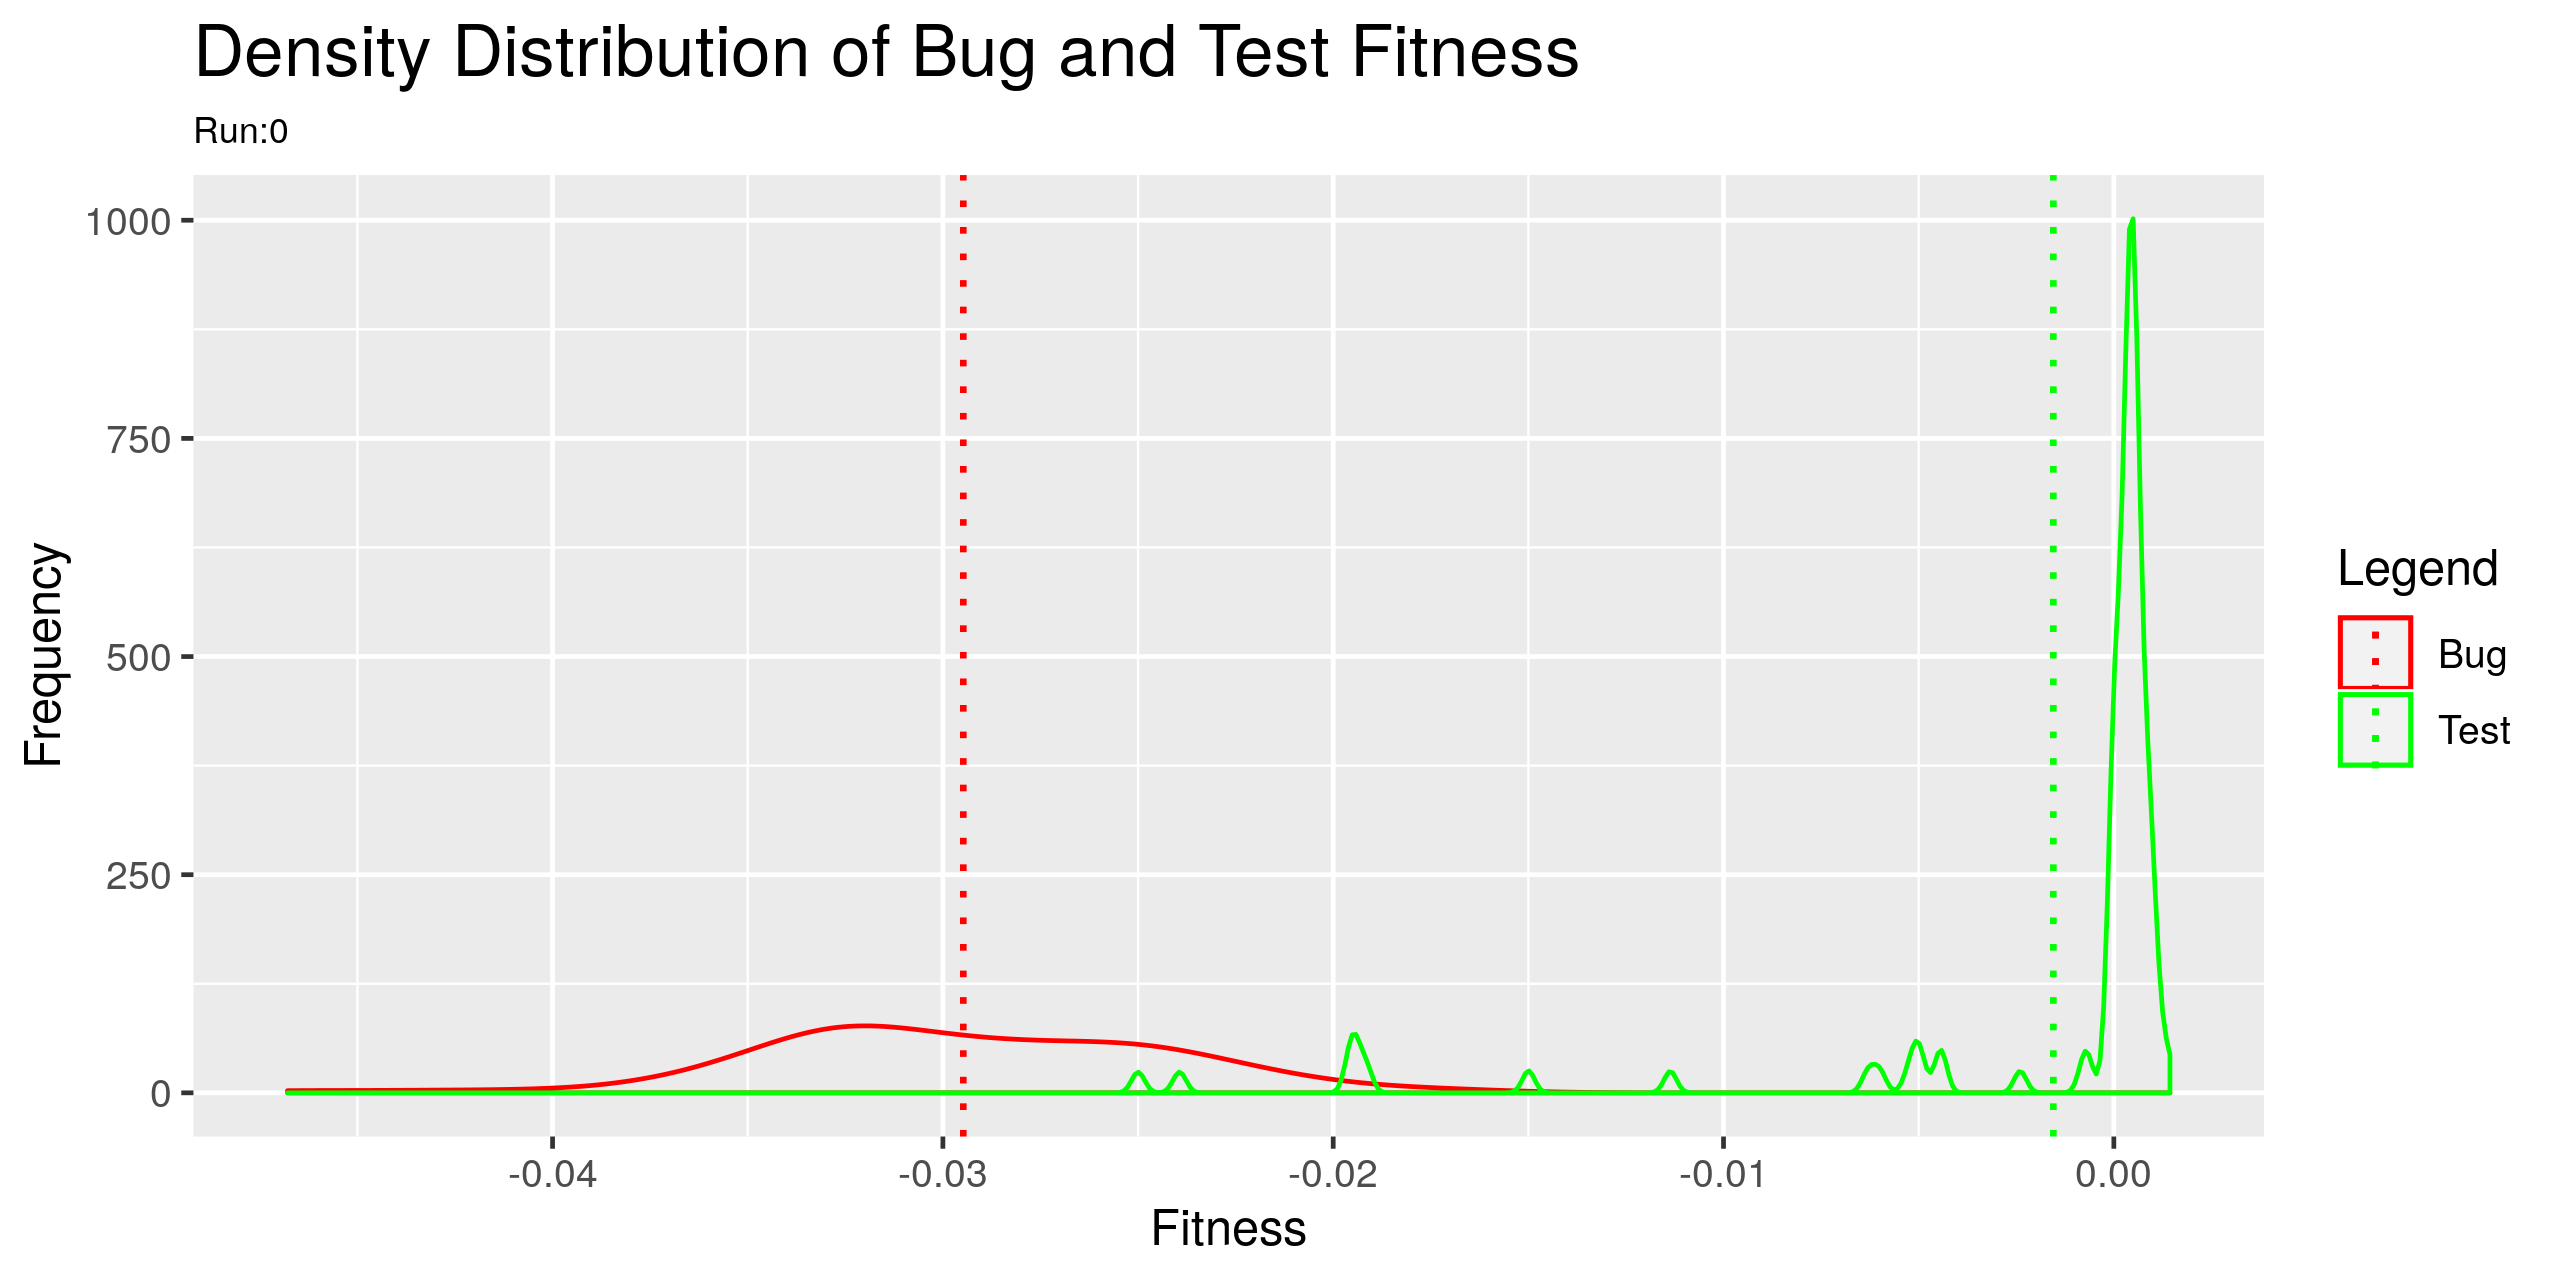 Density Distribution of Bug and Test Fitness
Run:0
1000
750
500
250
0
Frequency
-0.04
-0.03
-0.02
-0.01
0.00
Fitness
Legend
Bug
Test